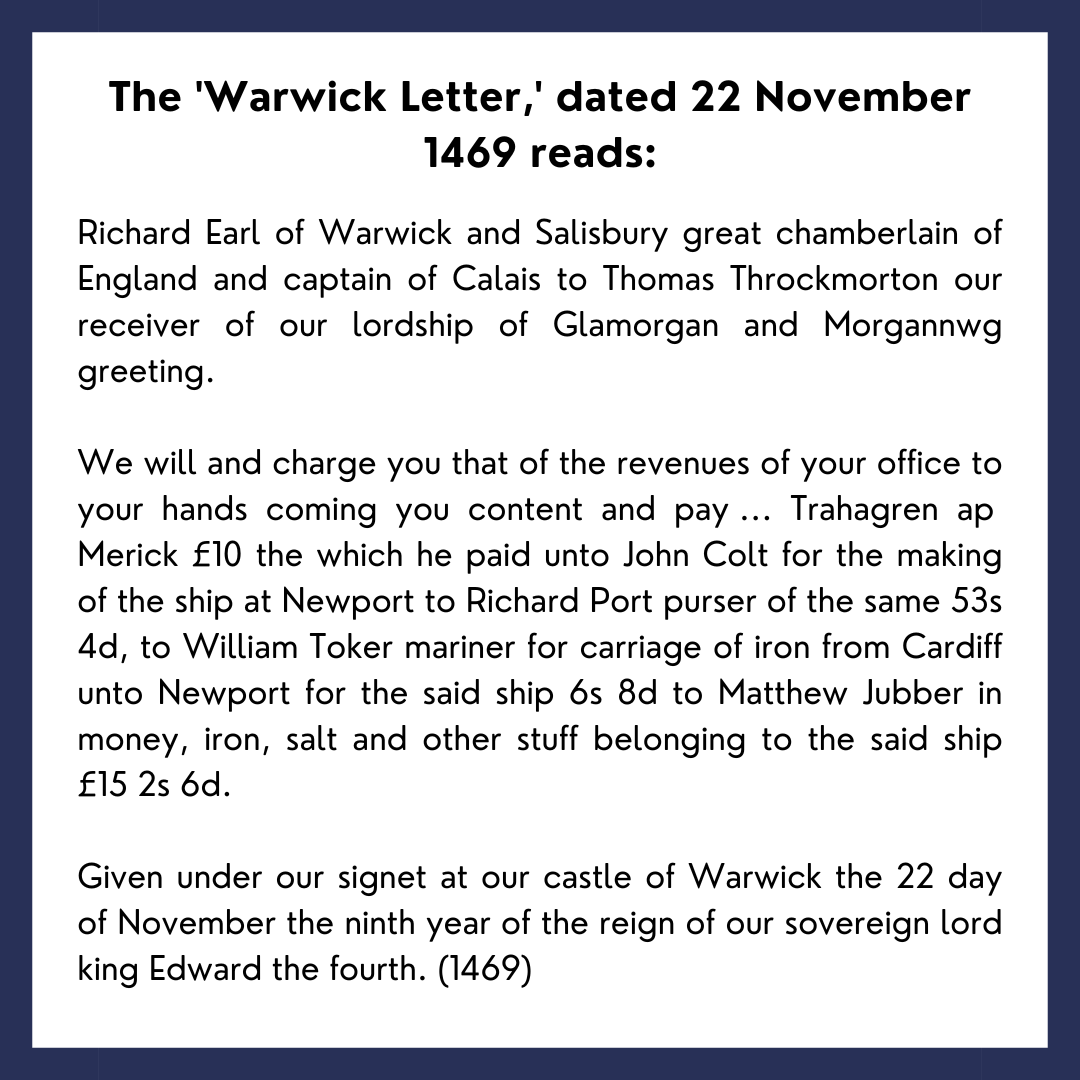 The 'Warwick Letter,' dated 22 November
1469 reads:
Richard Earl of Warwick and Salisbury great chamberlain of
England and captain of Calais to Thomas Throckmorton our
receiver of our lordship of Glamorgan and Morgannwg
greeting.
We will and charge you that of the revenues of your office to
your hands coming you content and pay ... Trahagren ap
Merick £10 the which he paid unto John Colt for the making
of the ship at Newport to Richard Port purser of the same 53s
4d, to William Toker mariner for carriage of iron from Cardiff
unto Newport for the said ship 6s 8d to Matthew Jubber in
money, iron, salt and other stuff belonging to the said ship
£15 2s 6d.
Given under our signet at our castle of Warwick the 22 day
of November the ninth year of the reign of our sovereign lord
king Edward the fourth. (1469)